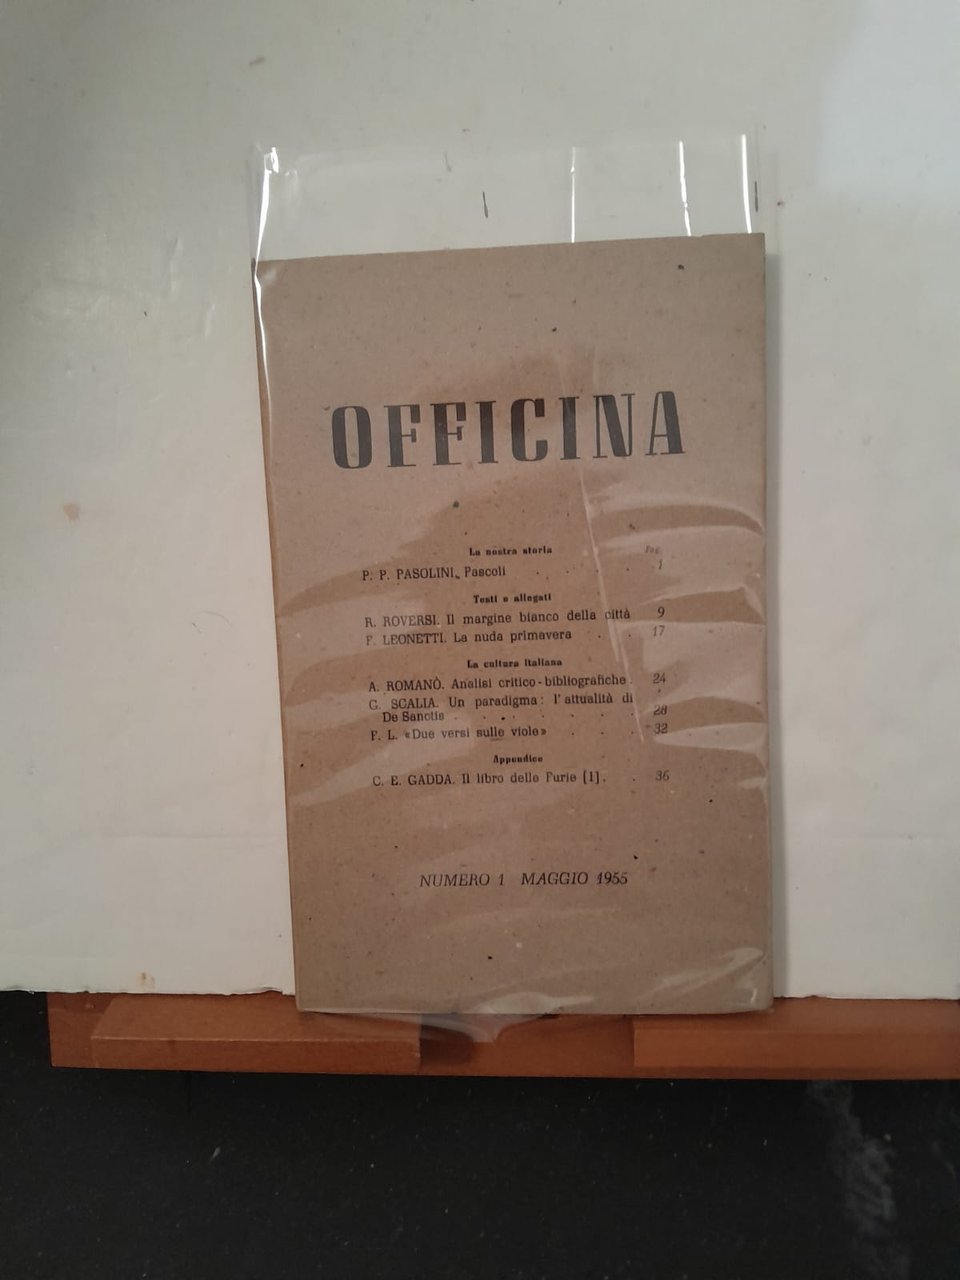 OFFICINA
La nostra storia Pag.
P. P. PASOLINI. Pascoli . . . . 1
Testi e allegati
R. ROVERSI. Il margine bianco della città 9
F. LEONETTI. La nuda primavera . . 17
La cultura italiana
A. ROMANÒ. Analisi critico-bibliografiche . 24
G. SCALIA. Un paradigma: l'attualità di
De Sanctis . . . . . . 28
F. L. «Due versi sulle viole» . . . 32
Appendice
C. E. GADDA. Il libro delle Furie [I]. . 36
NUMERO 1 MAGGIO 1955